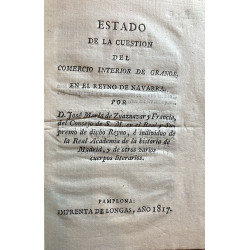 ESTADO
DE LA CUESTION
DEL
COMERCIO INTERIOR DE GRANOS,
EN EL REYNO DE NAVARRA,
POR
D. José María de Zuaznavar y Francia,
del Consejo de S. M. en el Real y Su-
premo de dicho Reyno, é individuo de
la Real Academia de la historia de
Madrid, y de otros varios
cuerpos literarios.
PAMPLONA:
IMPRENTA DE LONGAS, AÑO 1817.